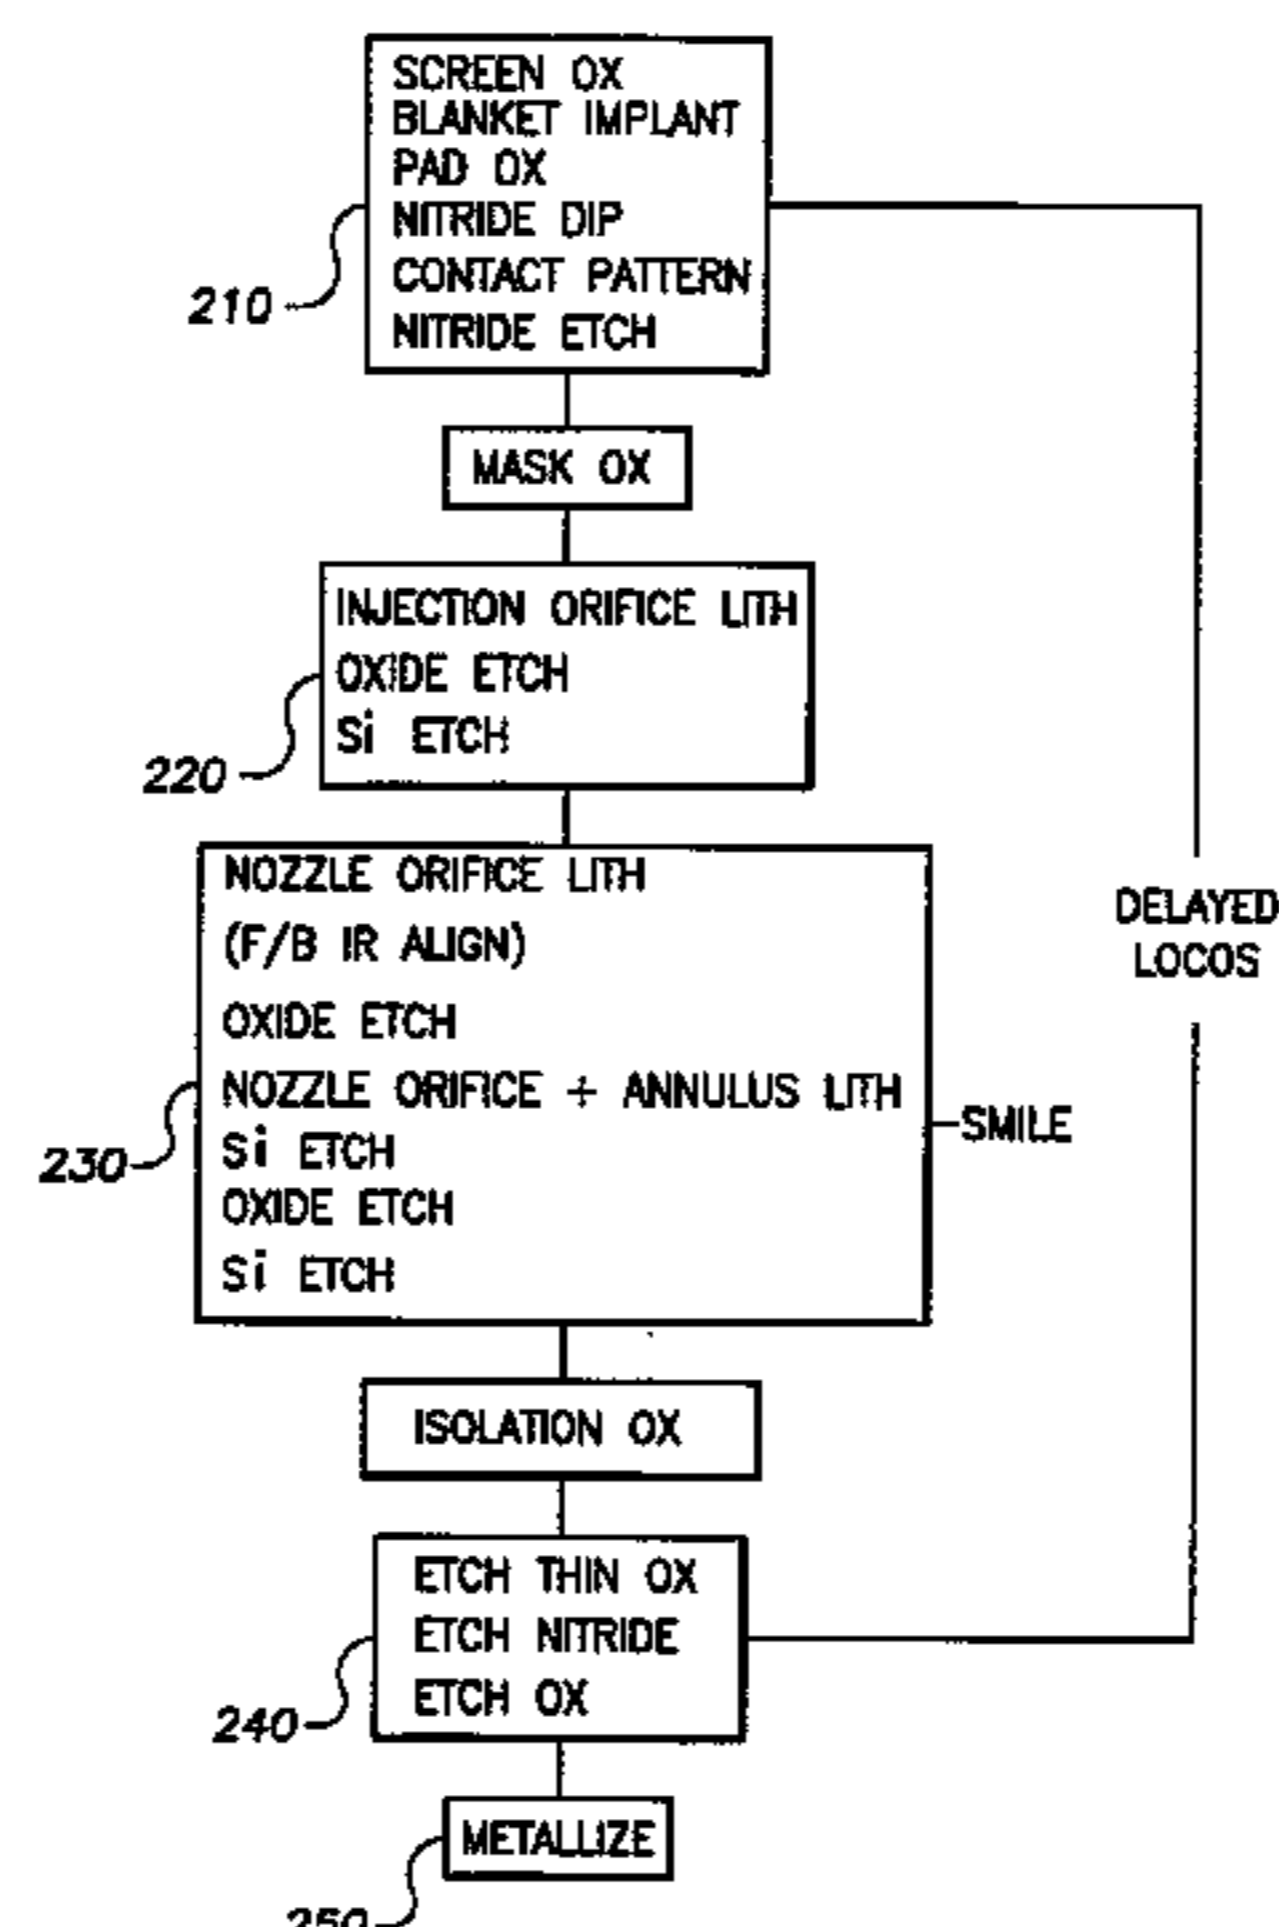 SCREEN OX
BLANKET IMPLANT
PAD OX
NITRIDE DIP
CONTACT PATTERN
NITRIDE ETCH
210
MASK OX
INJECTION ORIFICE LITH
OXIDE ETCH
Si ETCH
220
NOZZLE ORIFICE LITH
(F/B IR ALIGN)
OXIDE ETCH
NOZZLE ORIFICE + ANNULUS LITH
Si ETCH
OXIDE ETCH
Si ETCH
230
SMILE
DELAYED
LOCOS
ISOLATION OX
ETCH THIN OX
ETCH NITRIDE
ETCH OX
240
METALLIZE
250